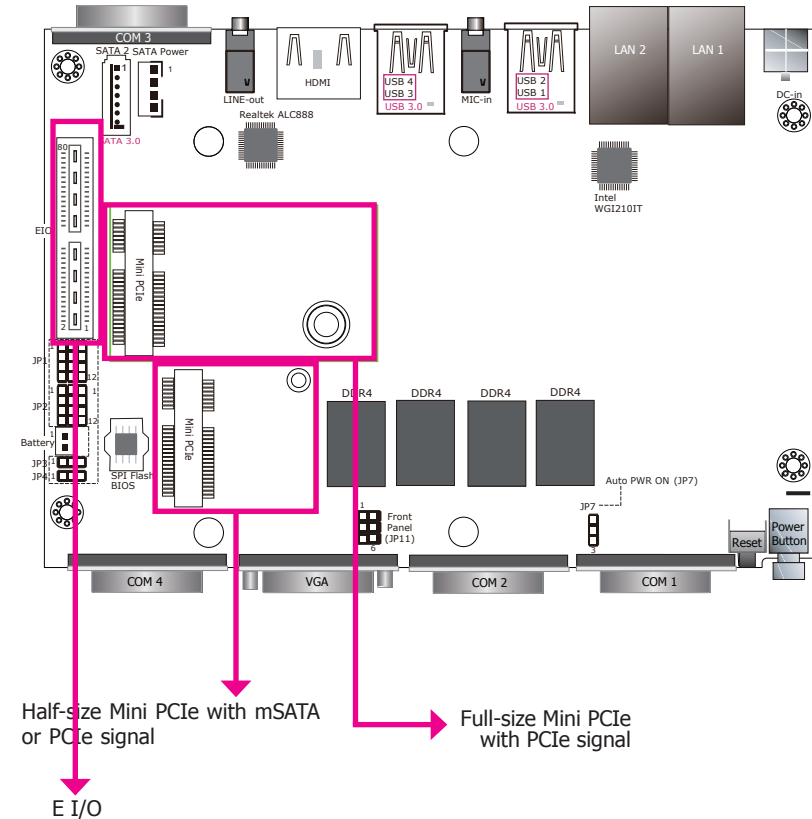 COM 3
SATA 2 SATA Power
1
1
SATA 3.0
LINE-out
Realtek ALC888
HDMI
USB 4
USB 3
USB 3.0
MIC-in
USB 2
USB 1
USB 3.0
LAN 2
LAN 1
DC-in
Intel
WGI210IT
80
EIO
2
1
Mini PCIe
Mini PCIe
JP1
1
12
JP2
1
1
12
Battery
1
JP3
1
JP4
1
SPI Flash
BIOS
DDR4
DDR4
DDR4
DDR4
Auto PWR ON (JP7)
JP7
3
1
Front
Panel
(JP11)
6
Reset
Power
Button
COM 4
VGA
COM 2
COM 1
Half-size Mini PCIe with mSATA
or PCIe signal
Full-size Mini PCIe
with PCIe signal
E I/O